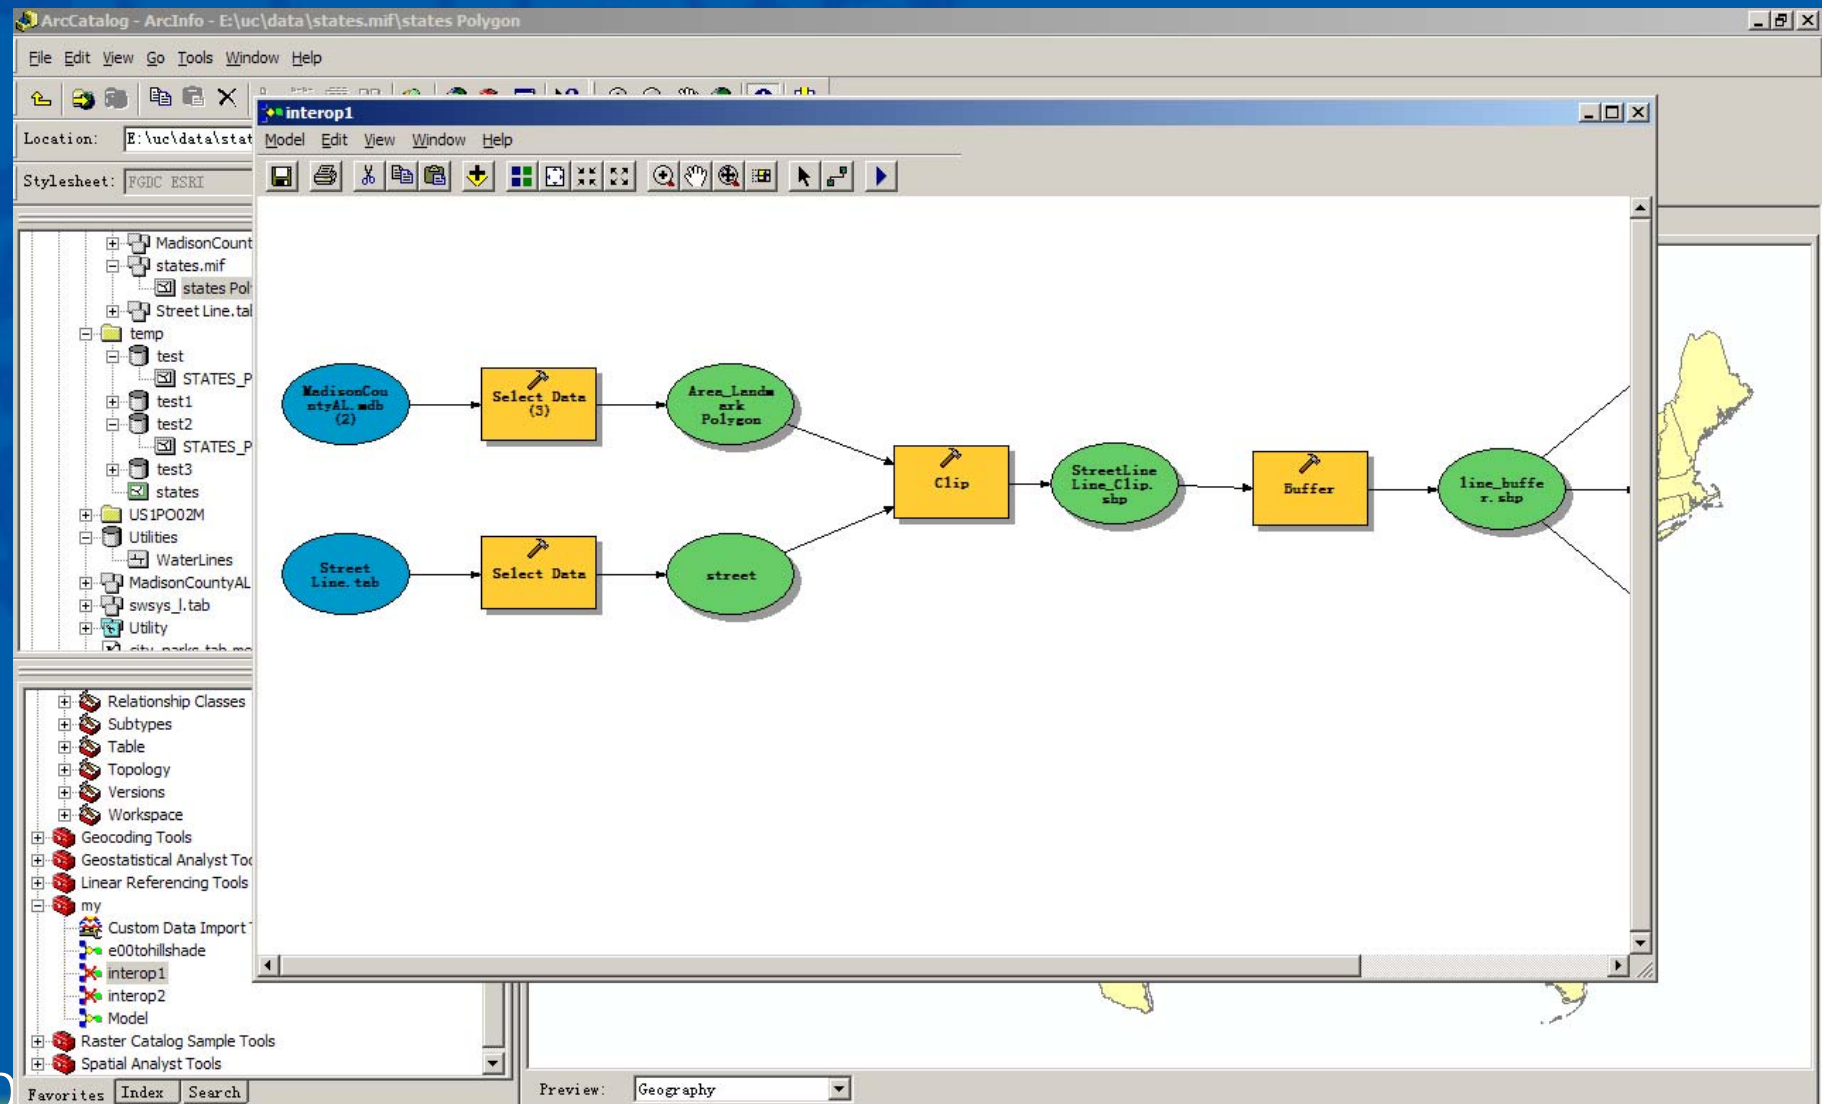 ArcCatalog - ArcInfo - E:\uc\data\states.mif\states Polygon
File Edit View Go Tools Window Help
Location: E:\uc\data\stat
Stylesheet: FGDC ESRI
interop1
Model Edit View Window Help
MadisonCount
states.mif
states Pol
Street Line.tal
temp
test
STATES_P
test1
test2
STATES_P
test3
states
US1PO02M
Utilities
WaterLines
MadisonCountyAL
swsys_l.tab
Utility
MadisonCou
ntyAL.mdb
(2)
Select Data
(3)
Area_Landm
ark
Polygon
Clip
StreetLine
Line_Clip.
shp
Buffer
line_buffe
r.shp
Street
Line.tab
Select Data
street
Relationship Classes
Subtypes
Table
Topology
Versions
Workspace
Geocoding Tools
Geostatistical Analyst Too
Linear Referencing Tools
my
Custom Data Import T
e00tohillshade
interop1
interop2
Model
Raster Catalog Sample Tools
Spatial Analyst Tools
Favorites Index Search
Preview: Geography